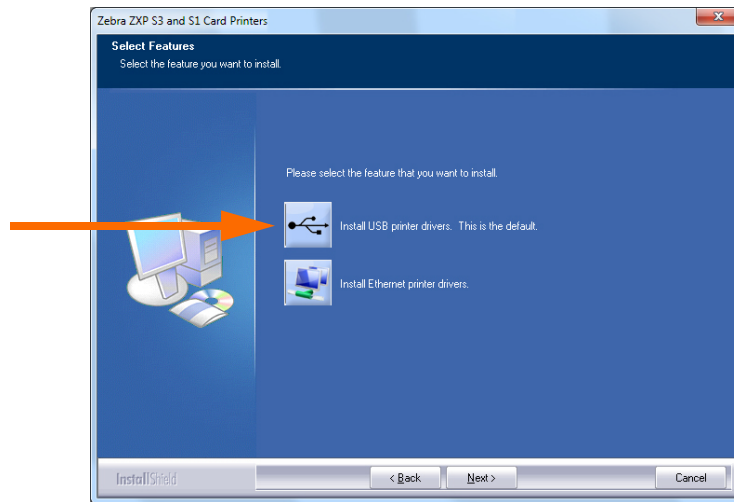 Zebra ZXP S3 and S1 Card Printers
Select Features
Select the feature you want to install.
Please select the feature that you want to install.
Install USB printer drivers. This is the default.
Install Ethernet printer drivers.
InstallShield
< Back
Next >
Cancel